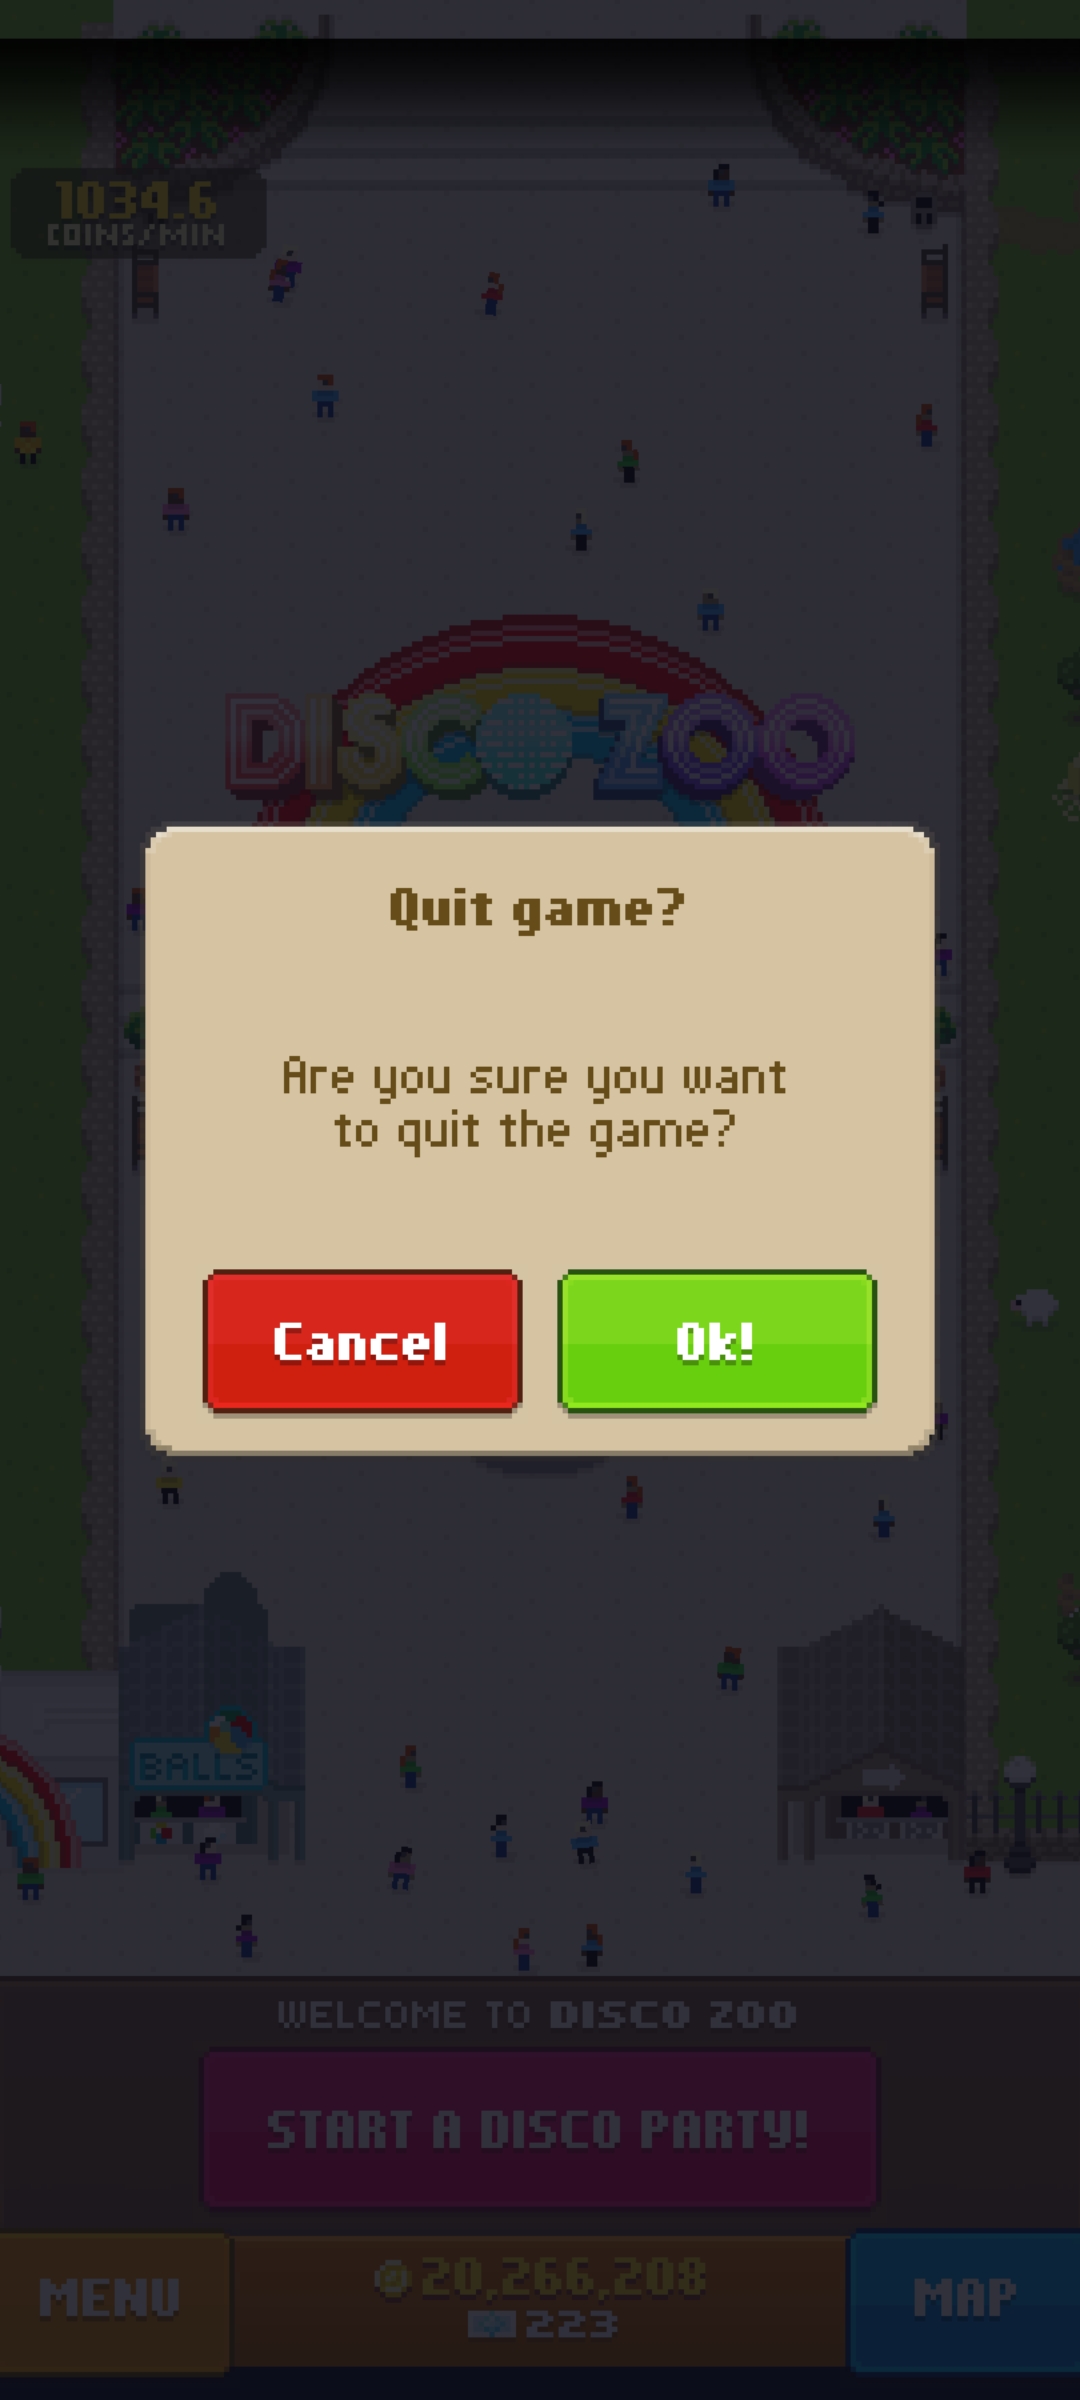 1034.6
COINS/MIN
DISCO ZOO
Quit game?
Are you sure you want
to quit the game?
Cancel
Ok!
BALLS
WELCOME TO DISCO ZOO
START A DISCO PARTY!
MENU
20,266,208
223
MAP